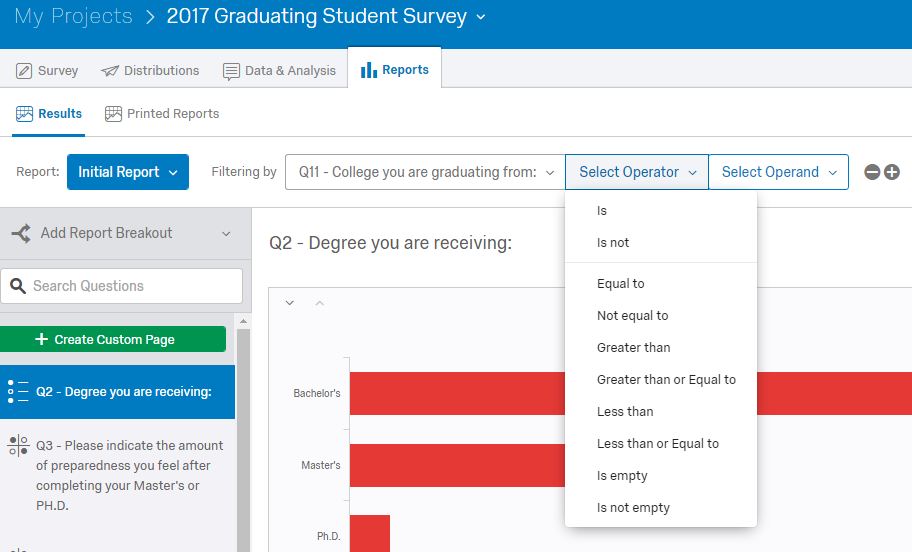 My Projects > 2017 Graduating Student Survey
Survey
Distributions
Data & Analysis
Reports
Results
Printed Reports
Report:
Initial Report
Filtering by
Q11 - College you are graduating from:
Select Operator
Select Operand
Is
Is not
Equal to
Not equal to
Greater than
Greater than or Equal to
Less than
Less than or Equal to
Is empty
Is not empty
Add Report Breakout
Search Questions
+ Create Custom Page
Q2 - Degree you are receiving:
Q3 - Please indicate the amount
of preparedness you feel after
completing your Master's or
PH.D.
Q2 - Degree you are receiving:
Bachelor's
Master's
Ph.D.